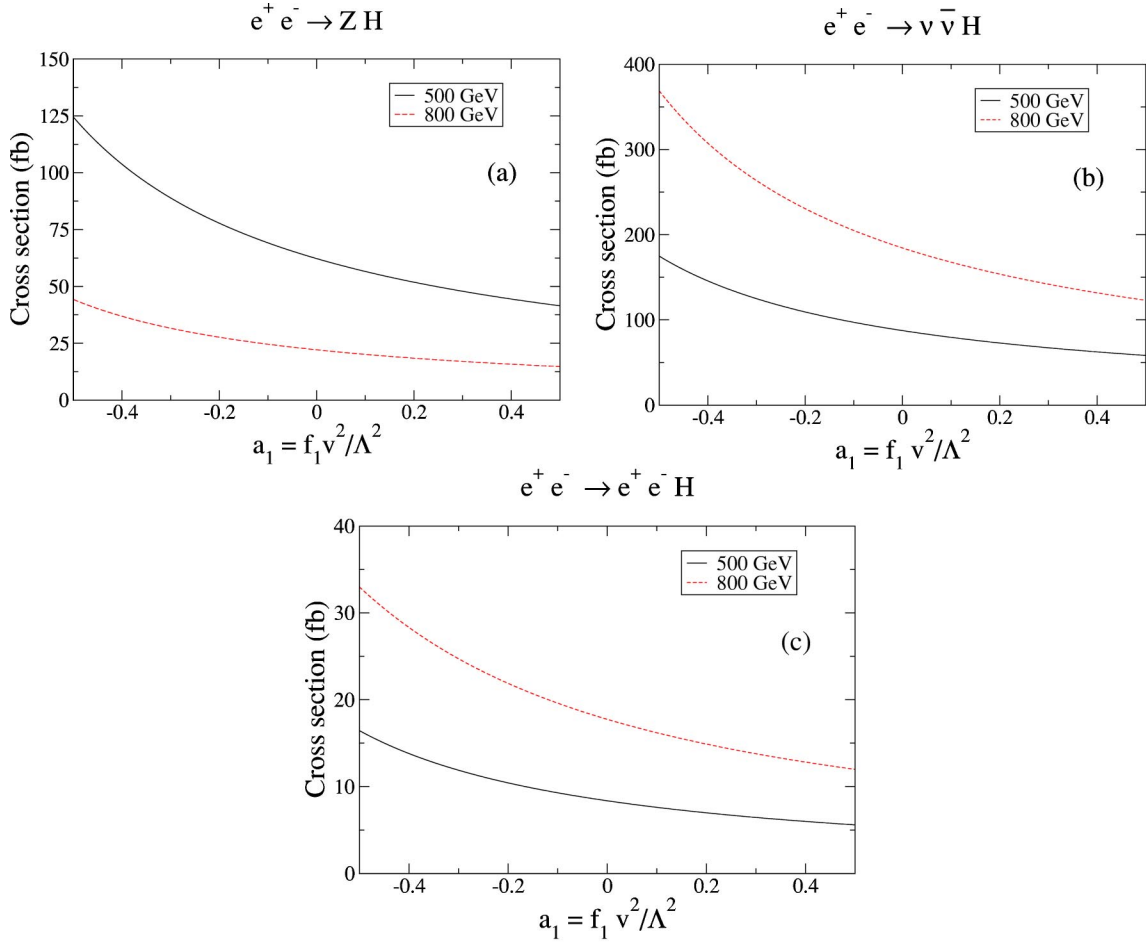 e⁺ e⁻ → Z H
150
125
100
75
50
25
0
Cross section (fb)
500 GeV
800 GeV
(a)
-0.4 -0.2 0 0.2 0.4
a₁ = f₁ v²/Λ²
e⁺ e⁻ → ν ν̅ H
400
300
200
100
0
Cross section (fb)
500 GeV
800 GeV
(b)
-0.4 -0.2 0 0.2 0.4
a₁ = f₁ v²/Λ²
e⁺ e⁻ → e⁺ e⁻ H
40
30
20
10
0
Cross section (fb)
500 GeV
800 GeV
(c)
-0.4 -0.2 0 0.2 0.4
a₁ = f₁ v²/Λ²